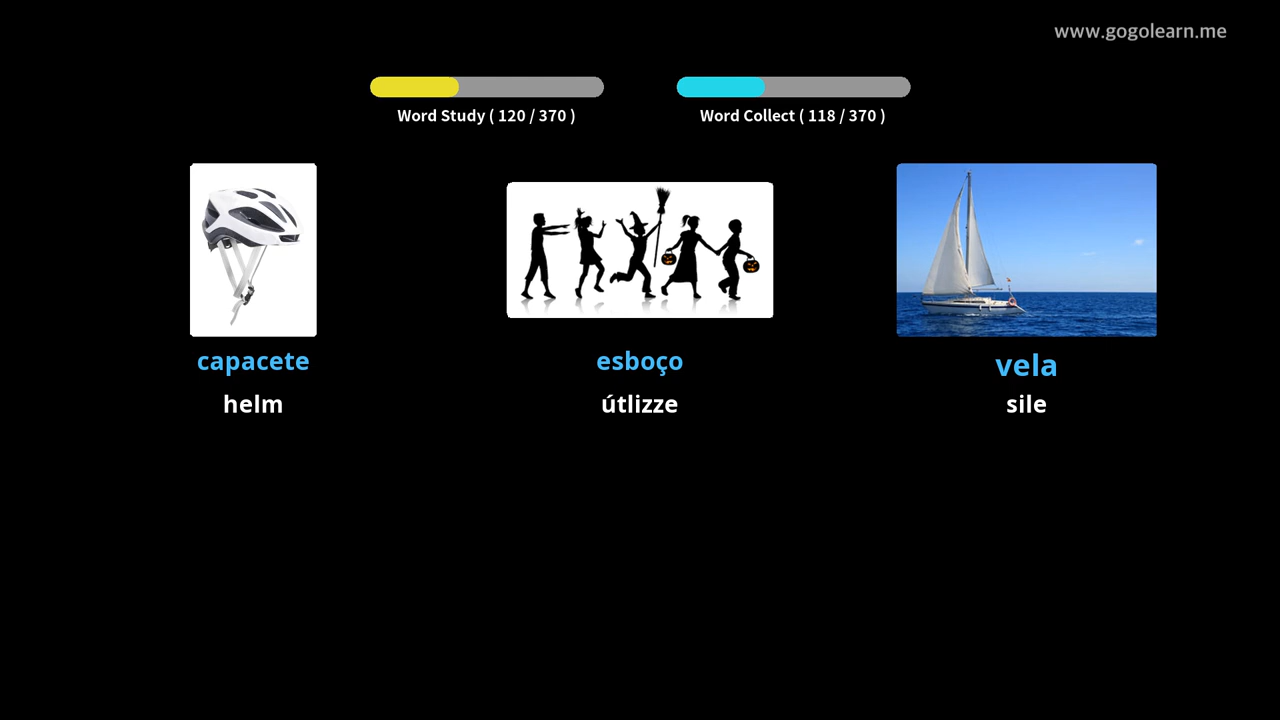 www.gogolearn.me
Word Study ( 120 / 370 )
Word Collect ( 118 / 370 )
capacete
esboço
vela
helm
útlizze
sile